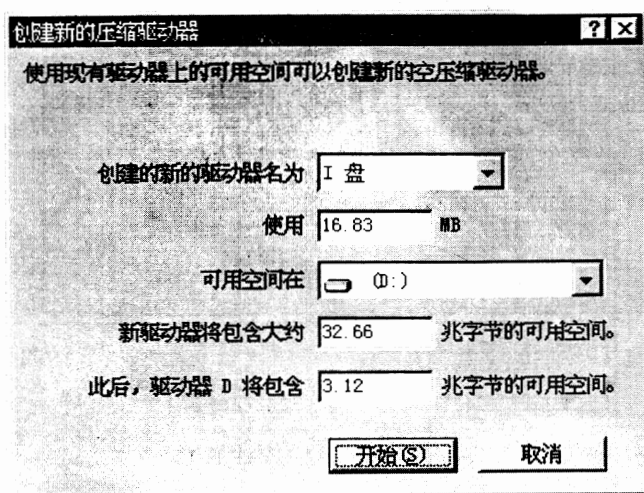 创建新的压缩驱动器
使用现有驱动器上的可用空间可以创建新的空压缩驱动器。
创建的新的驱动器名为 I 盘
使用 16.83 MB
可用空间在 (D:)
新驱动器将包含大约 32.66 兆字节的可用空间。
此后，驱动器 D 将包含 3.12 兆字节的可用空间。
开始(S) 取消